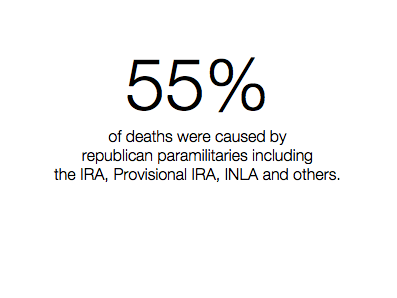 55%
of deaths were caused by
republican paramilitaries including
the IRA, Provisional IRA, INLA and others.